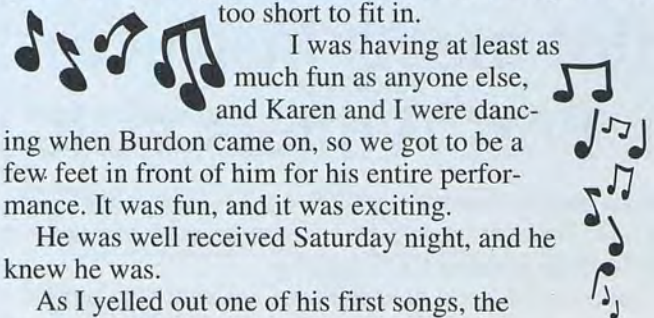 too short to fit in.
I was having at least as
much fun as anyone else,
and Karen and I were danc-
ing when Burdon came on, so we got to be a
few feet in front of him for his entire perfor-
mance. It was fun, and it was exciting.
He was well received Saturday night, and he
knew he was.
As I yelled out one of his first songs, the